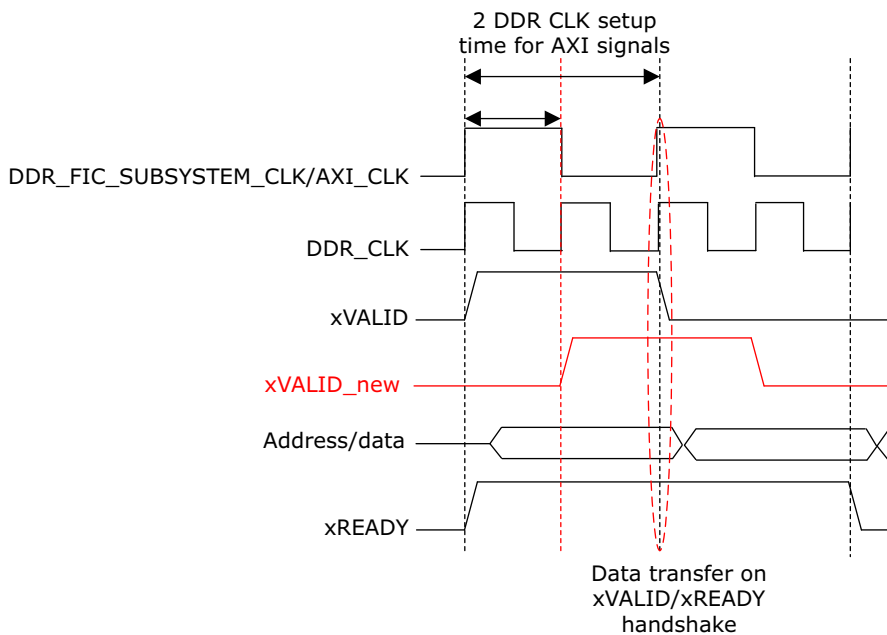 2 DDR CLK setup
time for AXI signals
DDR_FIC_SUBSYSTEM_CLK/AXI_CLK
DDR_CLK
xVALID
xVALID_new
Address/data
xREADY
Data transfer on
xVALID/xREADY
handshake